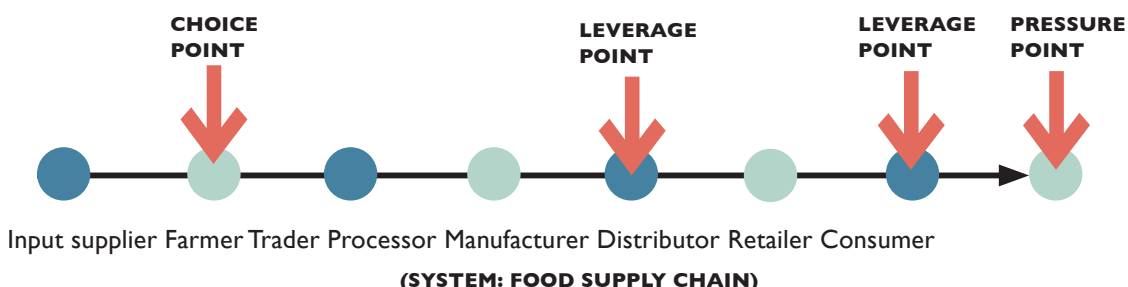 CHOICE
POINT
LEVERAGE
POINT
LEVERAGE
POINT
PRESSURE
POINT
Input supplier Farmer Trader Processor Manufacturer Distributor Retailer Consumer
(SYSTEM: FOOD SUPPLY CHAIN)